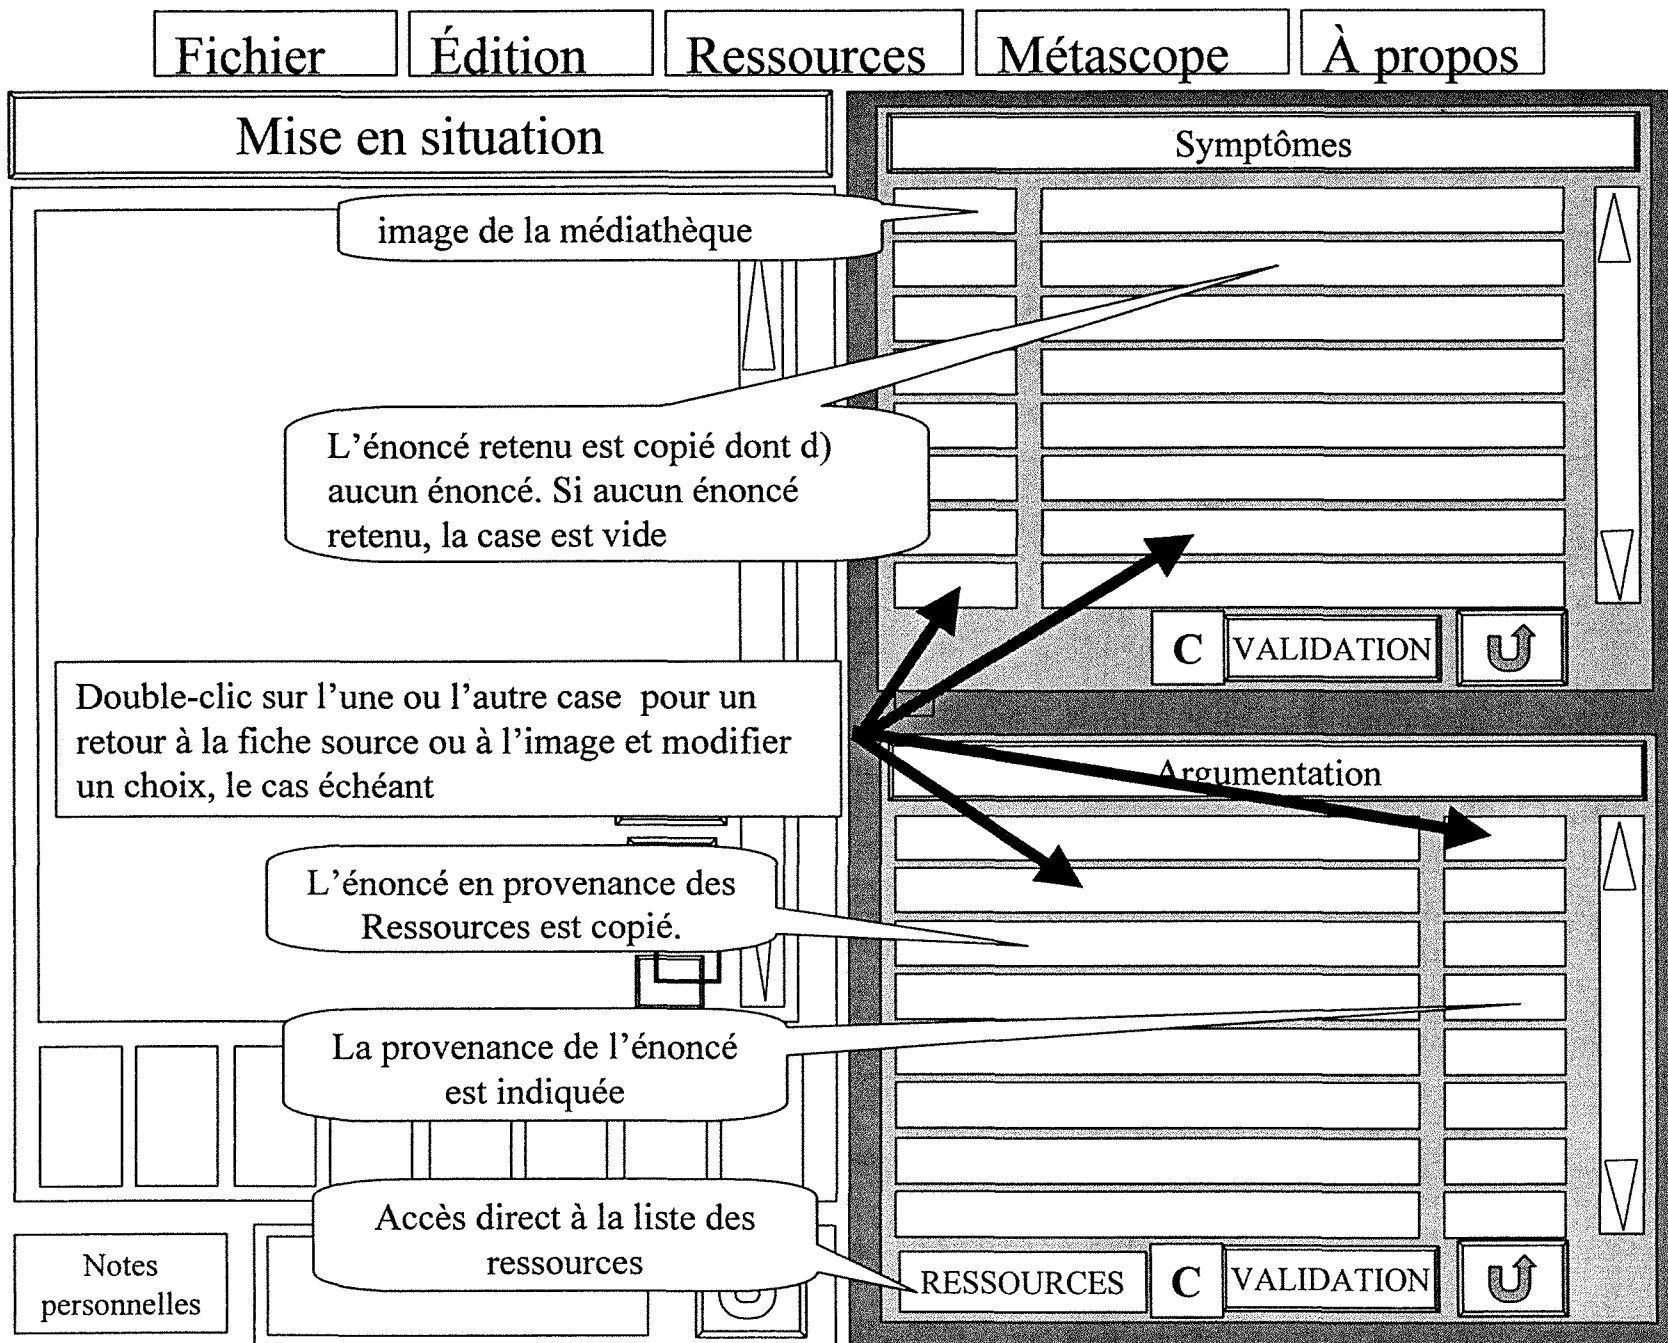 Fichier
Édition
Ressources
Métascope
À propos
Mise en situation
Symptômes
image de la médiathèque
L'énoncé retenu est copié dont d)
aucun énoncé. Si aucun énoncé
retenu, la case est vide
C
VALIDATION
Double-clic sur l'une ou l'autre case pour un
retour à la fiche source ou à l'image et modifier
un choix, le cas échéant
Argumentation
L'énoncé en provenance des
Ressources est copié.
La provenance de l'énoncé
est indiquée
Accès direct à la liste des
ressources
Notes
personnelles
RESSOURCES
C
VALIDATION